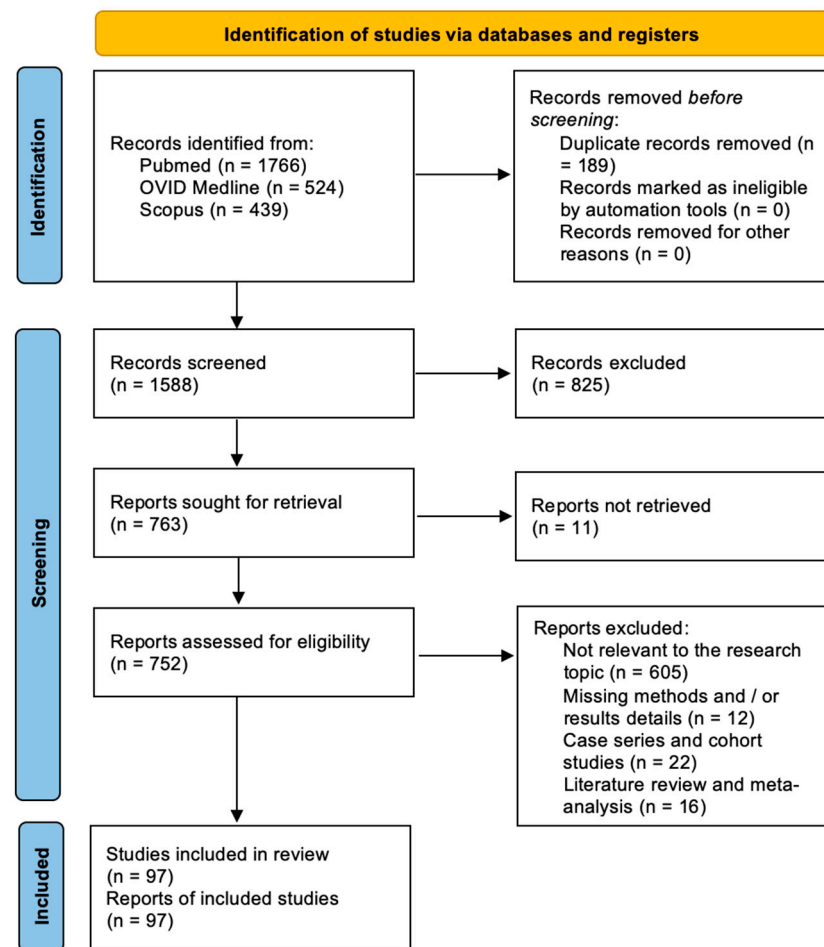 Identification of studies via databases and registers
Identification
Records identified from:
Pubmed (n = 1766)
OVID Medline (n = 524)
Scopus (n = 439)
Records removed before
screening:
Duplicate records removed (n
= 189)
Records marked as ineligible
by automation tools (n = 0)
Records removed for other
reasons (n = 0)
Screening
Records screened
(n = 1588)
Records excluded
(n = 825)
Reports sought for retrieval
(n = 763)
Reports not retrieved
(n = 11)
Reports assessed for eligibility
(n = 752)
Reports excluded:
Not relevant to the research
topic (n = 605)
Missing methods and / or
results details (n = 12)
Case series and cohort
studies (n = 22)
Literature review and meta-
analysis (n = 16)
Included
Studies included in review
(n = 97)
Reports of included studies
(n = 97)